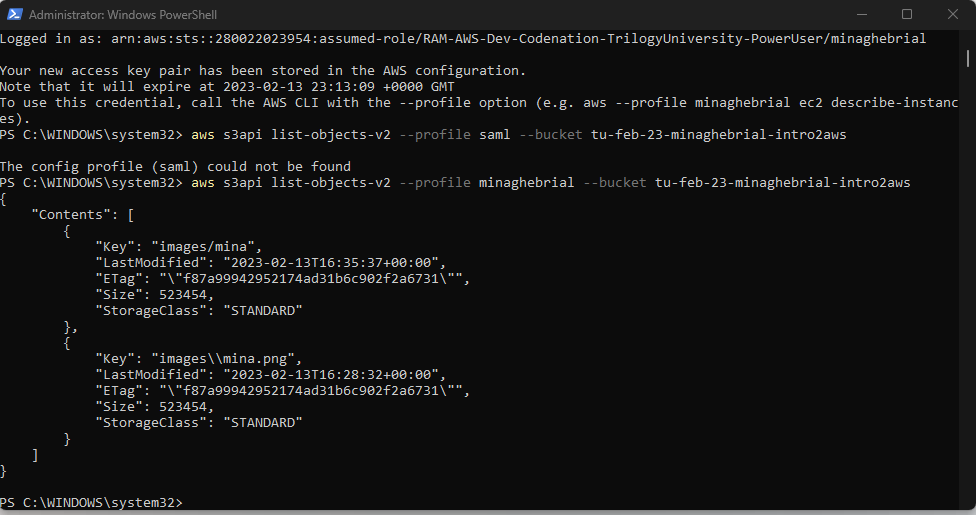 Administrator: Windows PowerShell
Logged in as: arn:aws:sts::280022023954:assumed-role/RAM-AWS-Dev-Codenation-TrilogyUniversity-PowerUser/minaghebrial
Your new access key pair has been stored in the AWS configuration.
Note that it will expire at 2023-02-13 23:13:09 +0000 GMT
To use this credential, call the AWS CLI with the --profile option (e.g. aws --profile minaghebrial ec2 describe-instanc
es).
PS C:\WINDOWS\system32> aws s3api list-objects-v2 --profile saml --bucket tu-feb-23-minaghebrial-intro2aws
The config profile (saml) could not be found
PS C:\WINDOWS\system32> aws s3api list-objects-v2 --profile minaghebrial --bucket tu-feb-23-minaghebrial-intro2aws
{
    "Contents": [
        {
            "Key": "images/mina",
            "LastModified": "2023-02-13T16:35:37+00:00",
            "ETag": "\"f87a99942952174ad31b6c902f2a6731\"",
            "Size": 523454,
            "StorageClass": "STANDARD"
        },
        {
            "Key": "images\\mina.png",
            "LastModified": "2023-02-13T16:28:32+00:00",
            "ETag": "\"f87a99942952174ad31b6c902f2a6731\"",
            "Size": 523454,
            "StorageClass": "STANDARD"
        }
    ]
}
PS C:\WINDOWS\system32>